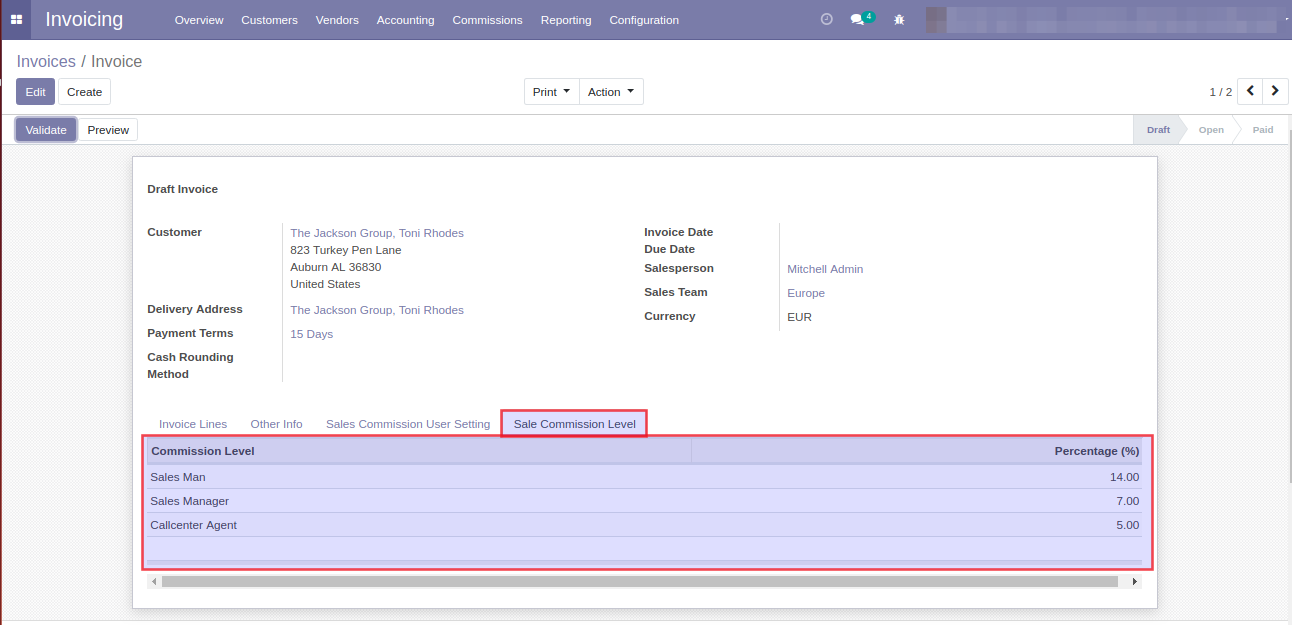 Invoicing Overview Customers Vendors Accounting Commissions Reporting Configuration 4
Invoices / Invoice
Edit Create Print Action 1 / 2
Validate Preview Draft Open Paid
Draft Invoice
Customer The Jackson Group, Toni Rhodes
823 Turkey Pen Lane
Auburn AL 36830
United States
Delivery Address The Jackson Group, Toni Rhodes
Payment Terms 15 Days
Cash Rounding
Method
Invoice Date
Due Date
Salesperson Mitchell Admin
Sales Team Europe
Currency EUR
Invoice Lines Other Info Sales Commission User Setting Sale Commission Level
Commission Level Percentage (%)
Sales Man 14.00
Sales Manager 7.00
Callcenter Agent 5.00